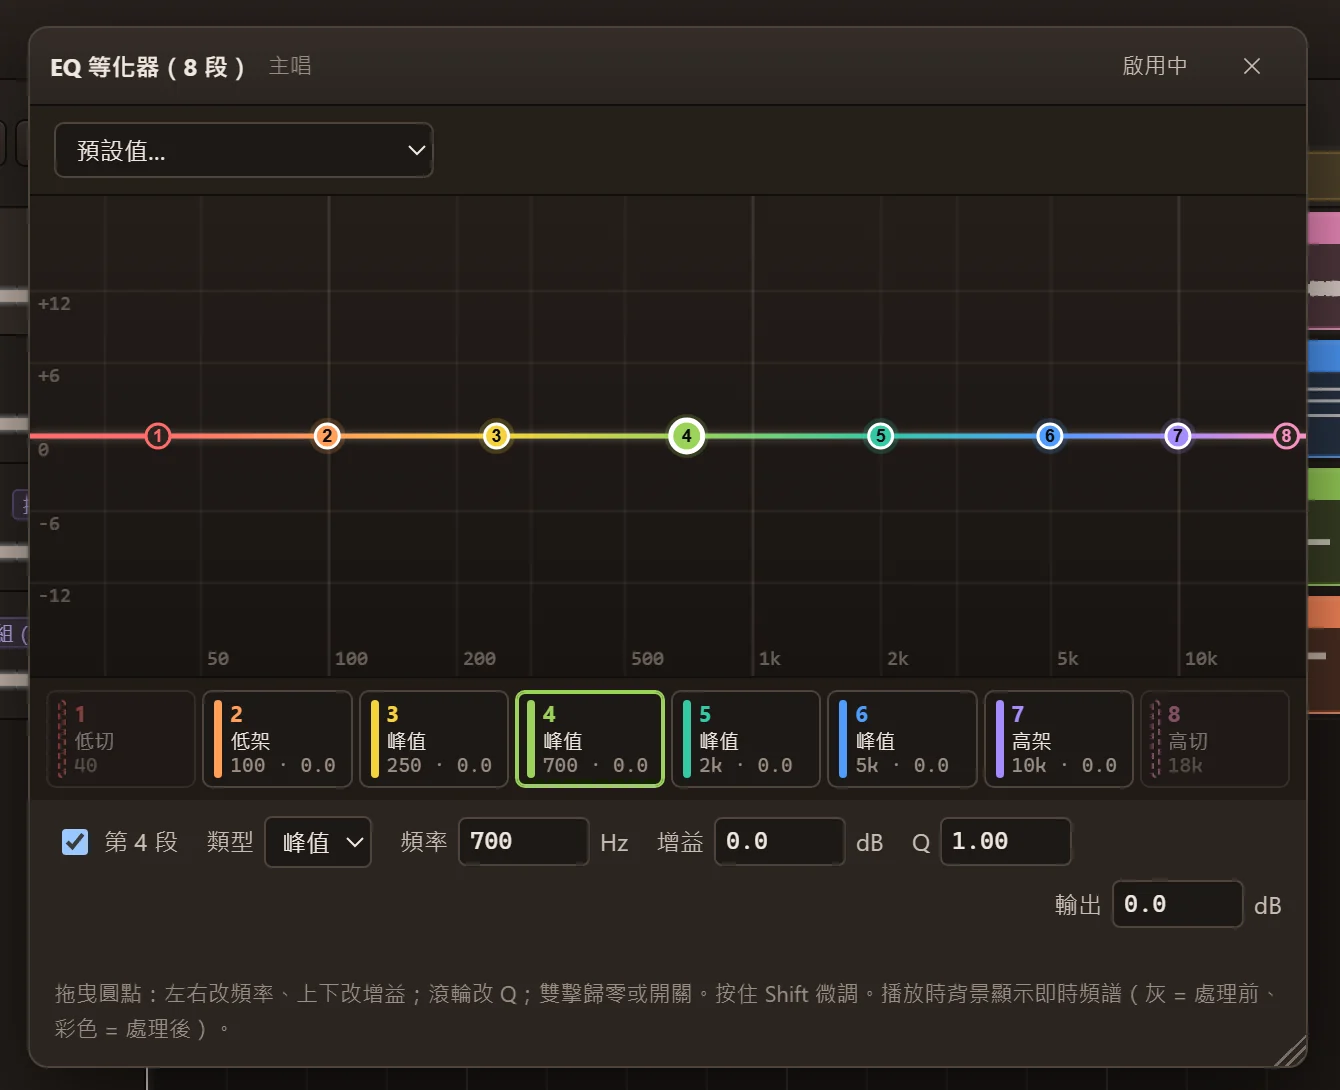 EQ 等化器 ( 8 段 ) 主唱 啟用中
預設值...
+12
+6
0
-6
-12
1 2 3 4 5 6 7 8
50 100 200 500 1k 2k 5k 10k
組 (
1 低切 40
2 低架 100 · 0.0
3 峰值 250 · 0.0
4 峰值 700 · 0.0
5 峰值 2k · 0.0
6 峰值 5k · 0.0
7 高架 10k · 0.0
8 高切 18k
第 4 段 類型 峰值 頻率 700 Hz 增益 0.0 dB Q 1.00
輸出 0.0 dB
拖曳圓點：左右改頻率、上下改增益；滾輪改 Q；雙擊歸零或開關。按住 Shift 微調。播放時背景顯示即時頻譜 ( 灰 = 處理前、
彩色 = 處理後 ) 。